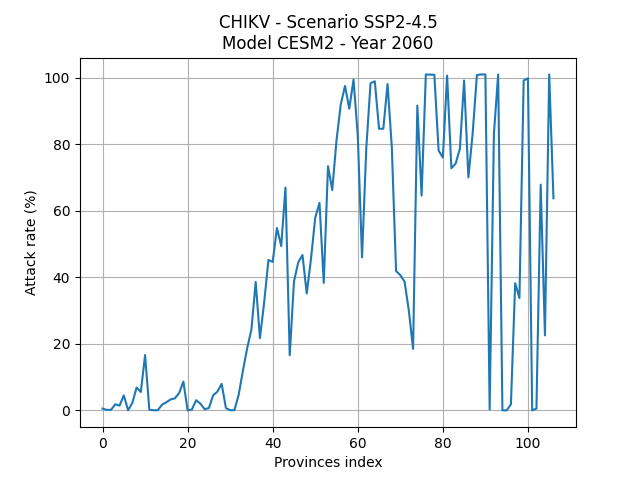 CHIKV - Scenario SSP2-4.5
Model CESM2 - Year 2060
100
80
60
40
20
0
Attack rate (%)
0 20 40 60 80 100
Provinces index